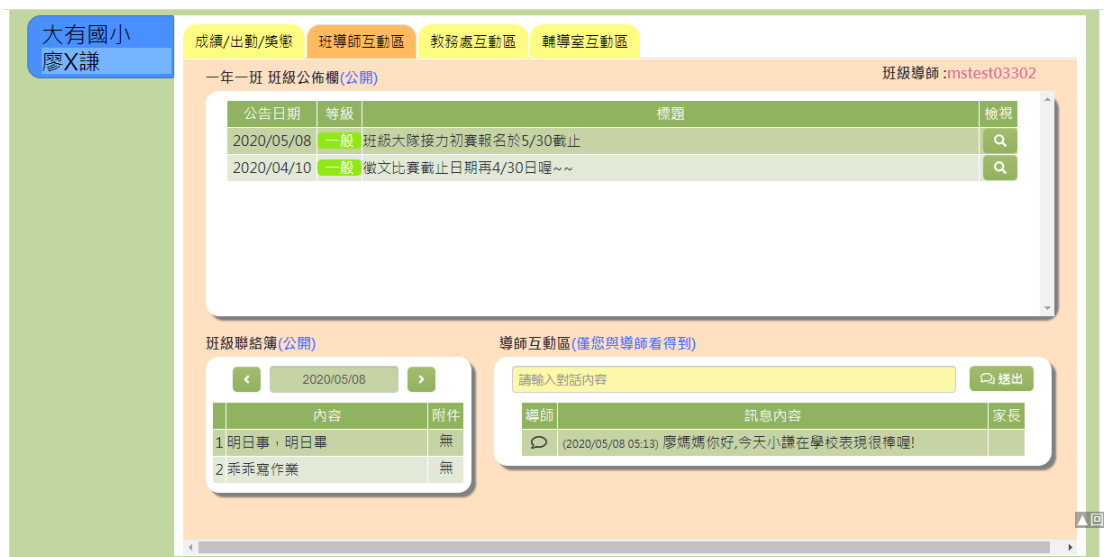 大有國小
廖X謙
成績/出勤/獎懲 班導師互動區 教務處互動區 輔導室互動區
一年一班 班級公佈欄(公開) 班級導師 :mstest03302
公告日期 等級 標題 檢視
2020/05/08 一般 班級大隊接力初賽報名於5/30截止
2020/04/10 一般 徵文比賽截止日期再4/30日喔~~
班級聯絡簿(公開) 導師互動區(僅您與導師看得到)
2020/05/08 請輸入對話內容 送出
內容 附件 導師 訊息內容 家長
1 明日事，明日畢 無 (2020/05/08 05:13) 廖媽媽你好,今天小謙在學校表現很棒喔!
2 乖乖寫作業 無